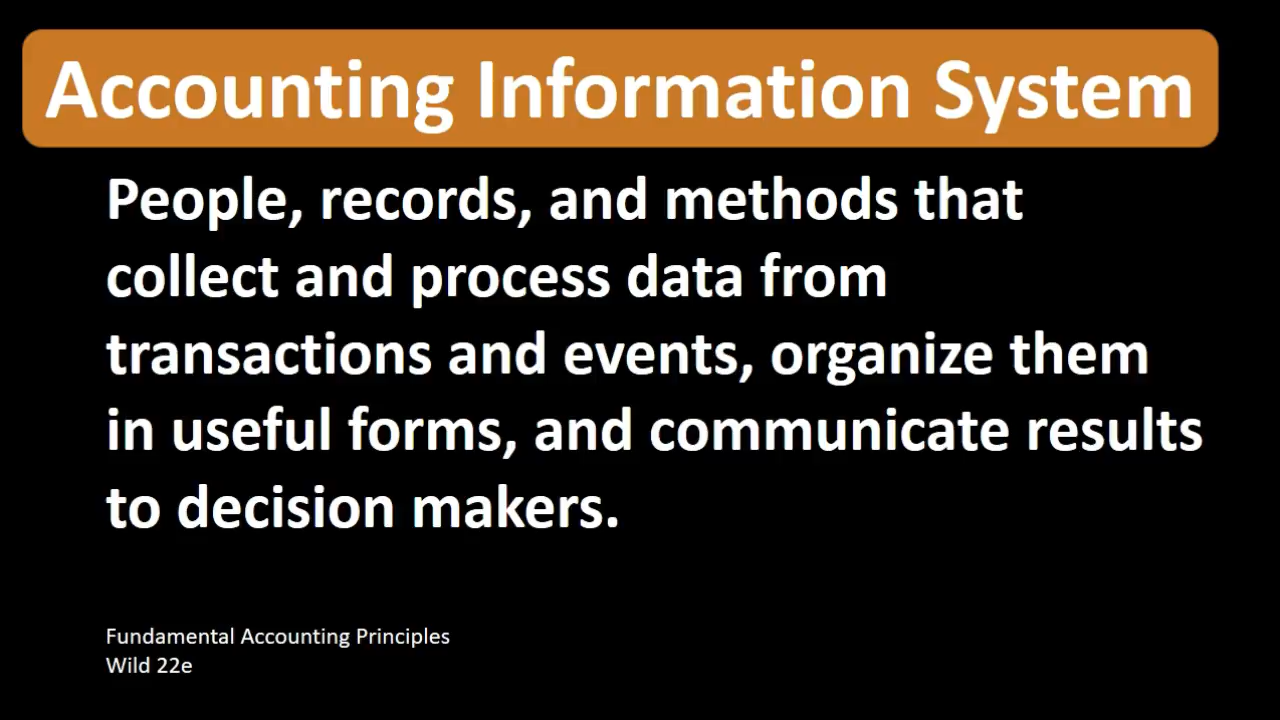 Accounting Information System
People, records, and methods that
collect and process data from
transactions and events, organize them
in useful forms, and communicate results
to decision makers.
Fundamental Accounting Principles
Wild 22e